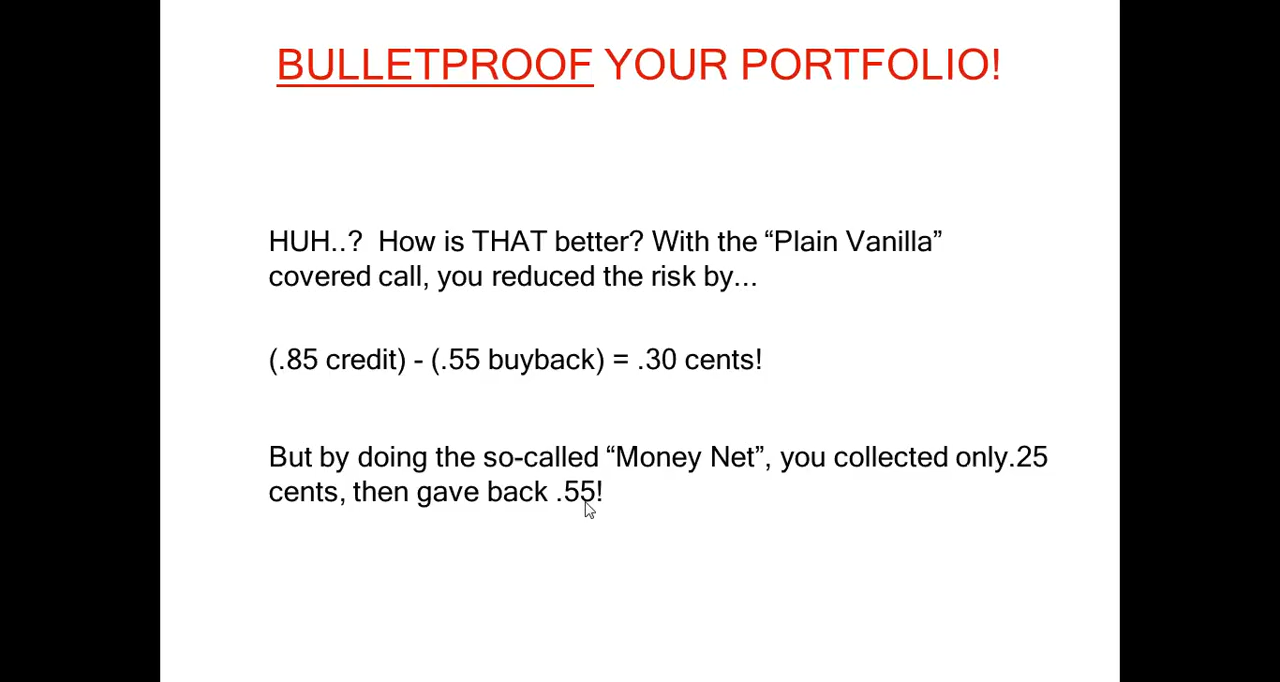 BULLETPROOF YOUR PORTFOLIO!
HUH..?  How is THAT better? With the “Plain Vanilla”
covered call, you reduced the risk by...
(.85 credit) - (.55 buyback) = .30 cents!
But by doing the so-called “Money Net”, you collected only.25
cents, then gave back .55!